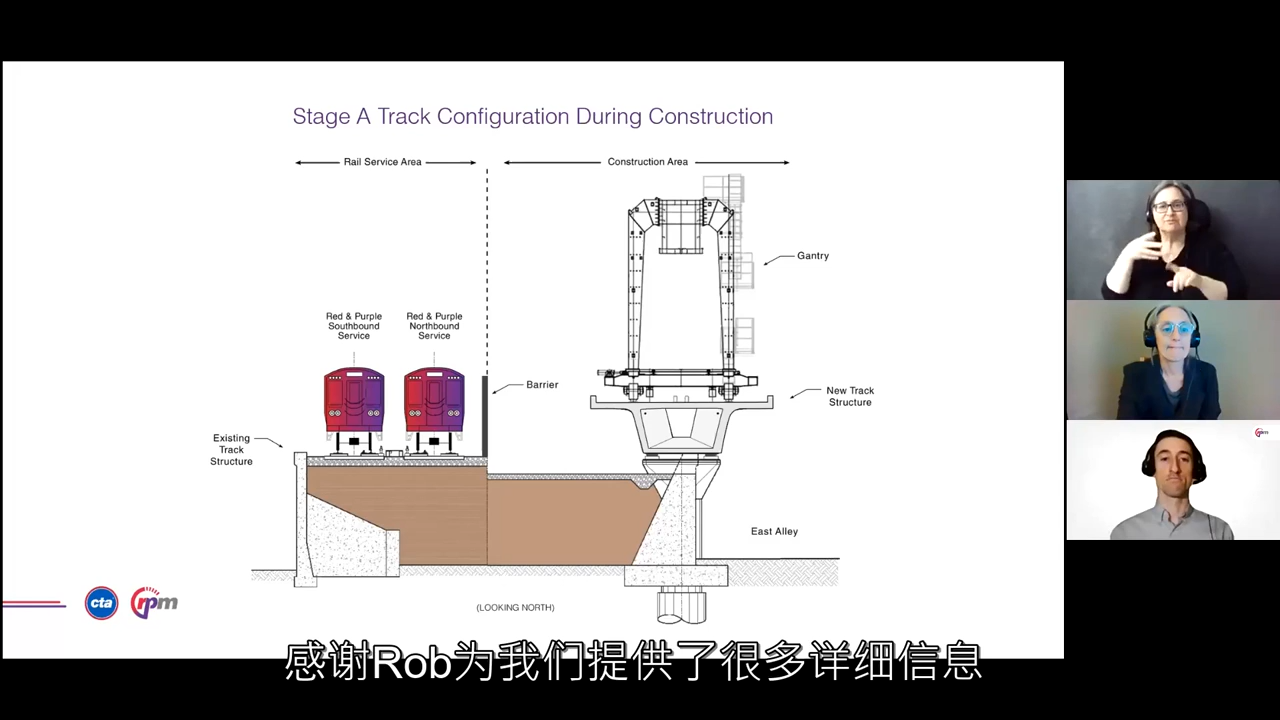 Stage A Track Configuration During Construction
Rail Service Area
Construction Area
Gantry
Red & Purple
Southbound
Service
Red & Purple
Northbound
Service
Barrier
New Track
Structure
Existing
Track
Structure
East Alley
(LOOKING NORTH)
cta
rpm
rpm
感谢Rob为我们提供了很多详细信息